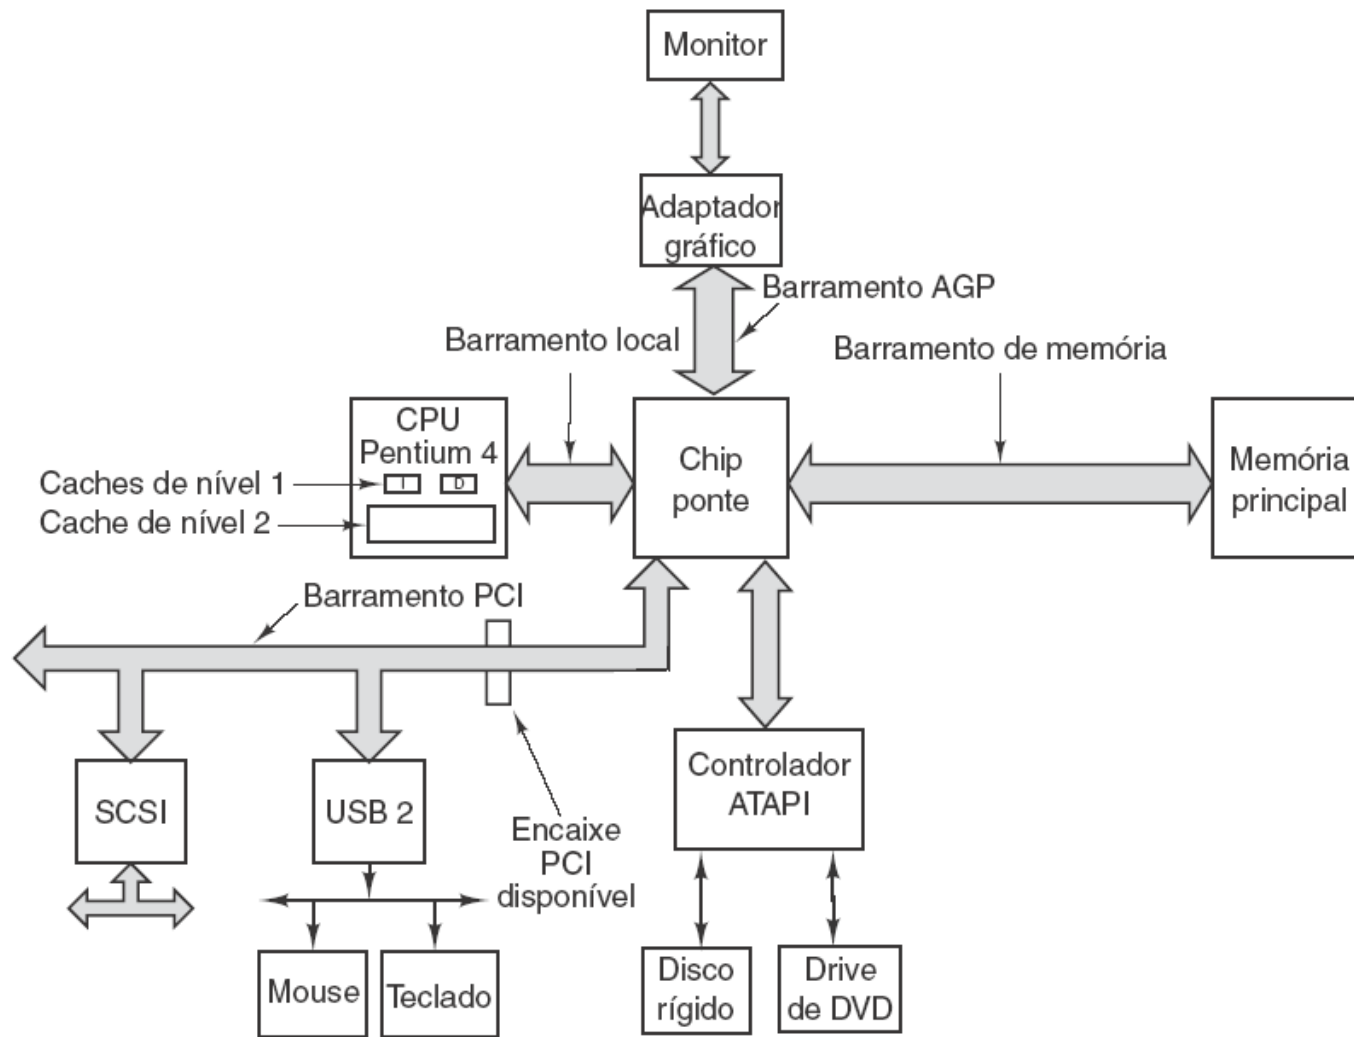 Monitor
Adaptador
gráfico
Barramento AGP
Barramento local
Barramento de memória
CPU
Pentium 4
I
D
Caches de nível 1
Cache de nível 2
Chip
ponte
Memória
principal
Barramento PCI
SCSI
USB 2
Encaixe
PCI
disponível
Controlador
ATAPI
Mouse
Teclado
Disco
rígido
Drive
de DVD